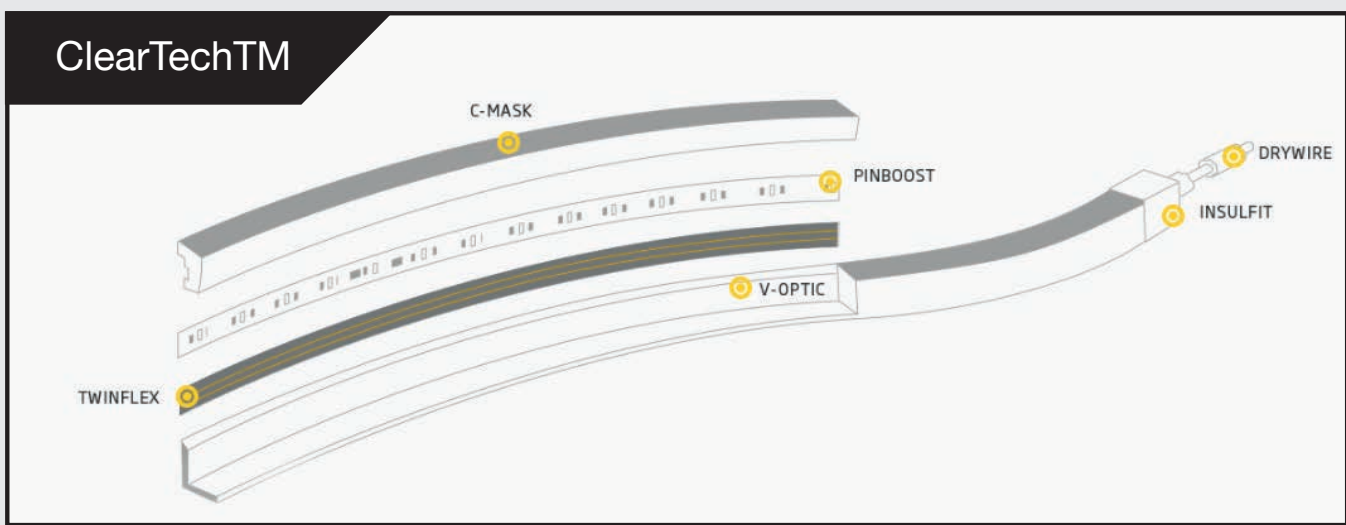 ClearTechTM
C-MASK
DRYWIRE
PINBOOST
INSULFIT
V-OPTIC
TWINFLEX